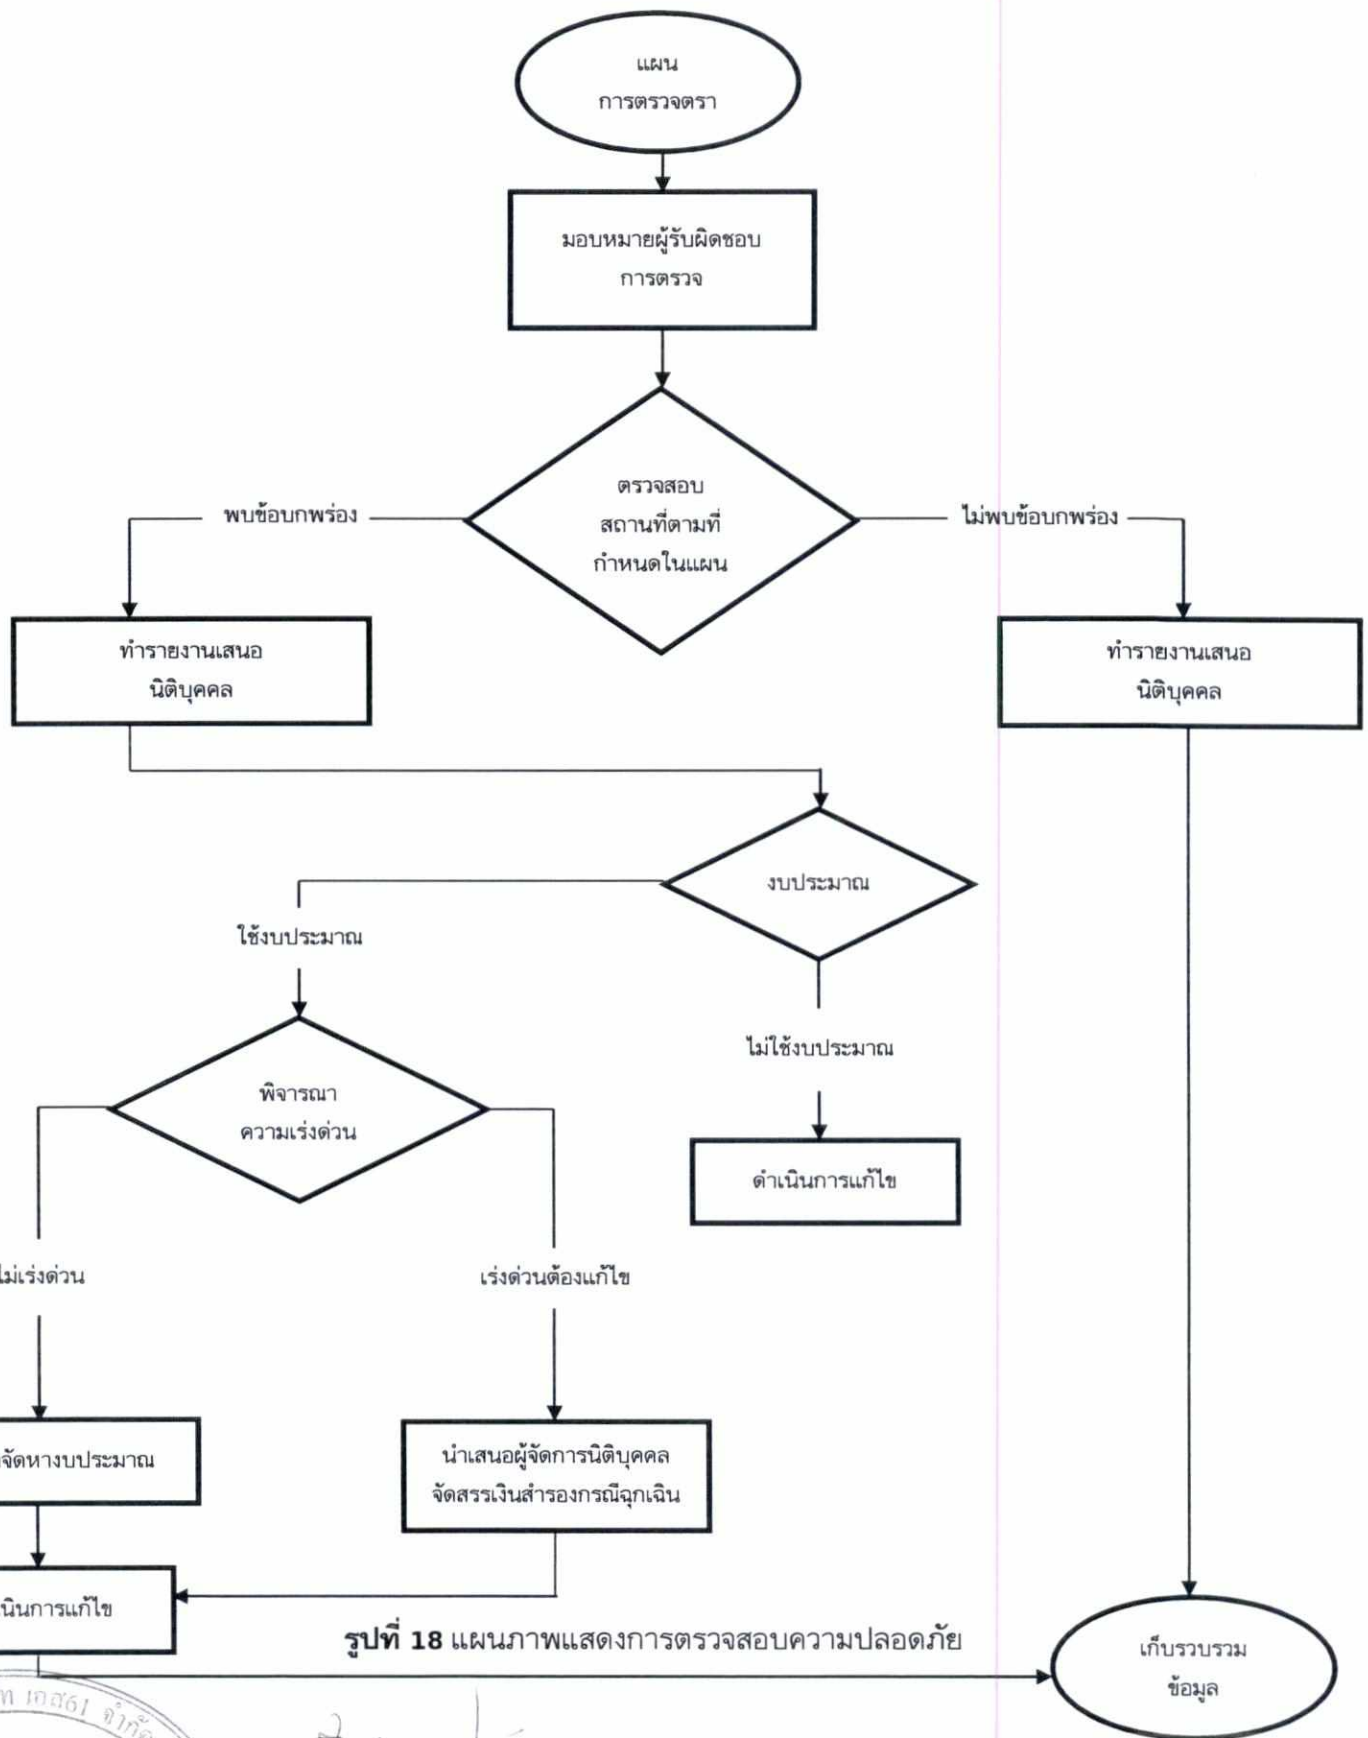 แผน
การตรวจตรา
มอบหมายผู้รับผิดชอบ
การตรวจ
ตรวจสอบ
สถานที่ตามที่
กำหนดในแผน
พบข้อบกพร่อง
ไม่พบข้อบกพร่อง
ทำรายงานเสนอ
นิติบุคคล
ทำรายงานเสนอ
นิติบุคคล
งบประมาณ
ใช้งบประมาณ
ไม่ใช้งบประมาณ
พิจารณา
ความเร่งด่วน
ดำเนินการแก้ไข
ไม่เร่งด่วน
เร่งด่วนต้องแก้ไข
จัดหางบประมาณ
นำเสนอผู้จัดการนิติบุคคล
จัดสรรเงินสำรองกรณีฉุกเฉิน
นินการแก้ไข
รูปที่ 18 แผนภาพแสดงการตรวจสอบความปลอดภัย
เก็บรวบรวม
ข้อมูล
เอส61 จำกัด